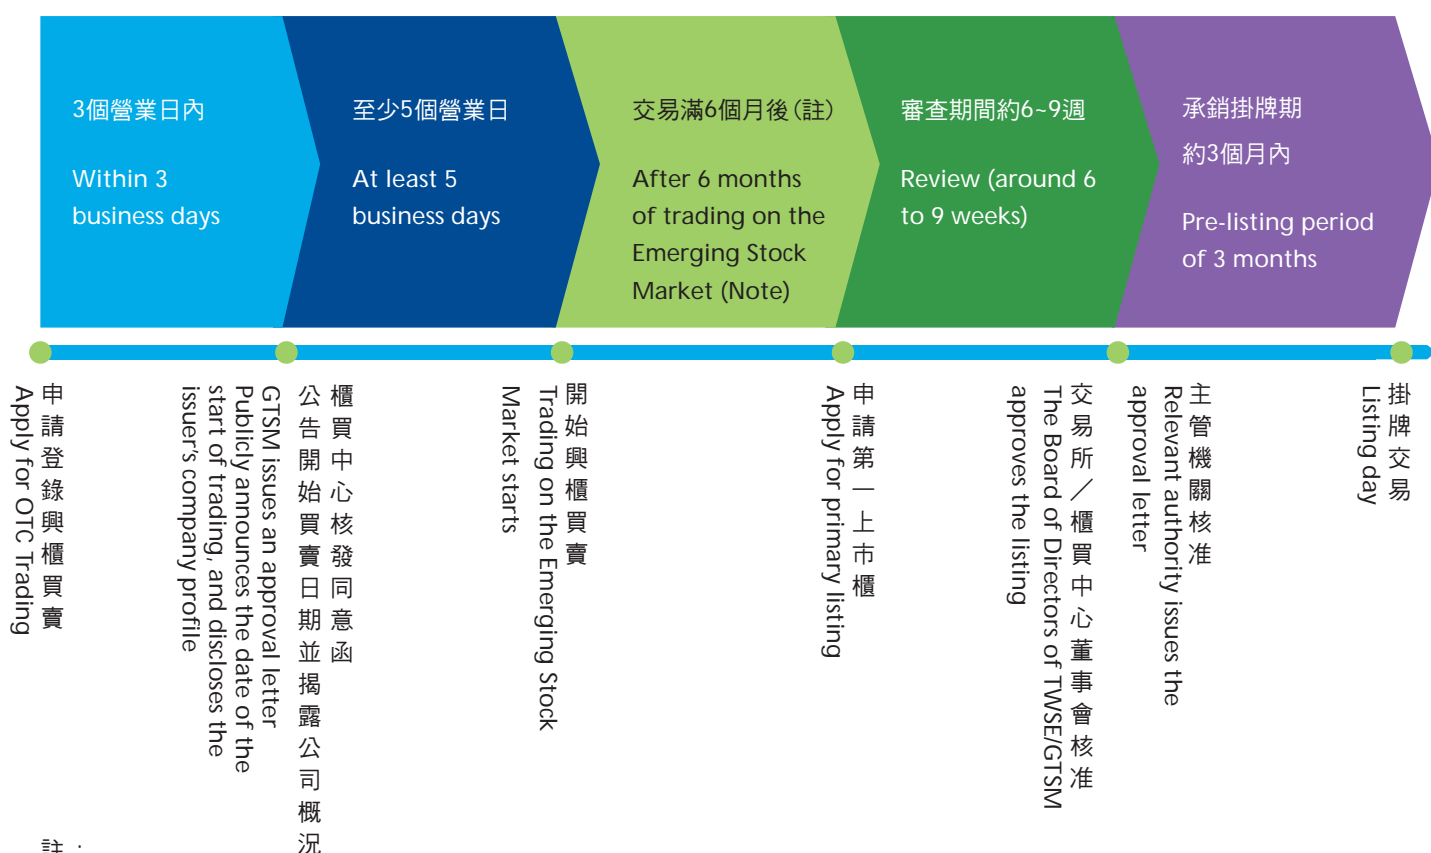 3個營業日內
Within 3
business days
至少5個營業日
At least 5
business days
交易滿6個月後(註)
After 6 months
of trading on the
Emerging Stock
Market (Note)
審查期間約6~9週
Review (around 6
to 9 weeks)
承銷掛牌期
約3個月內
Pre-listing period
of 3 months
申請登錄興櫃買賣
Apply for OTC Trading
櫃買中心核發同意函
公告開始買賣日期並揭露公司概況
GTSM issues an approval letter
Publicly announces the date of the
start of trading, and discloses the
issuer's company profile
開始興櫃買賣
Trading on the Emerging Stock
Market starts
申請第一上市櫃
Apply for primary listing
交易所／櫃買中心董事會核准
The Board of Directors of TWSE/GTSM
approves the listing
主管機關核准
Relevant authority issues the
approval letter
掛牌交易
Listing day
註：